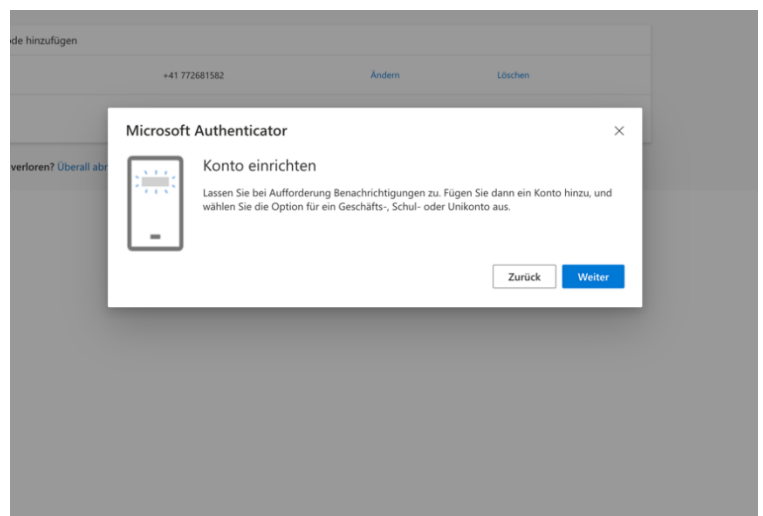 ode hinzufügen
+41 772681582 Ändern Löschen
Microsoft Authenticator
verloren? Überall abr
Konto einrichten
Lassen Sie bei Aufforderung Benachrichtigungen zu. Fügen Sie dann ein Konto hinzu, und
wählen Sie die Option für ein Geschäfts-, Schul- oder Unikonto aus.
Zurück Weiter